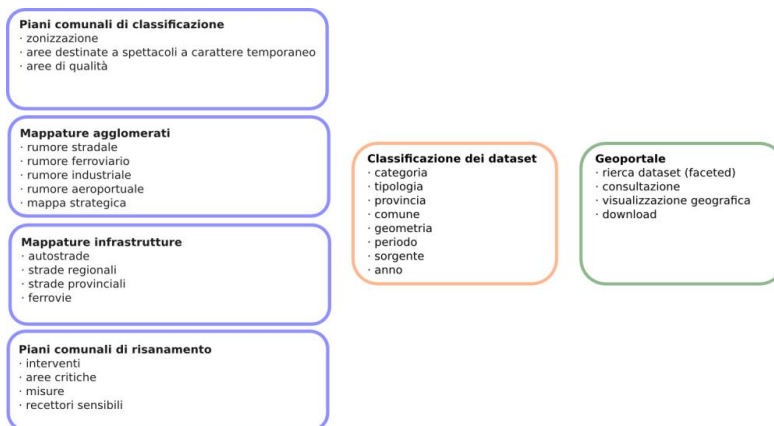 Piani comunali di classificazione
· zonizzazione
· aree destinate a spettacoli a carattere temporaneo
· aree di qualità
Mappature agglomerati
· rumore stradale
· rumore ferroviario
· rumore industriale
· rumore aeroportuale
· mappa strategica
Mappature infrastrutture
· autostrade
· strade regionali
· strade provinciali
· ferrovie
Piani comunali di risanamento
· interventi
· aree critiche
· misure
· recettori sensibili
Classificazione dei dataset
· categoria
· tipologia
· provincia
· comune
· geometria
· periodo
· sorgente
· anno
Geoportale
· rierca dataset (faceted)
· consultazione
· visualizzazione geografica
· download